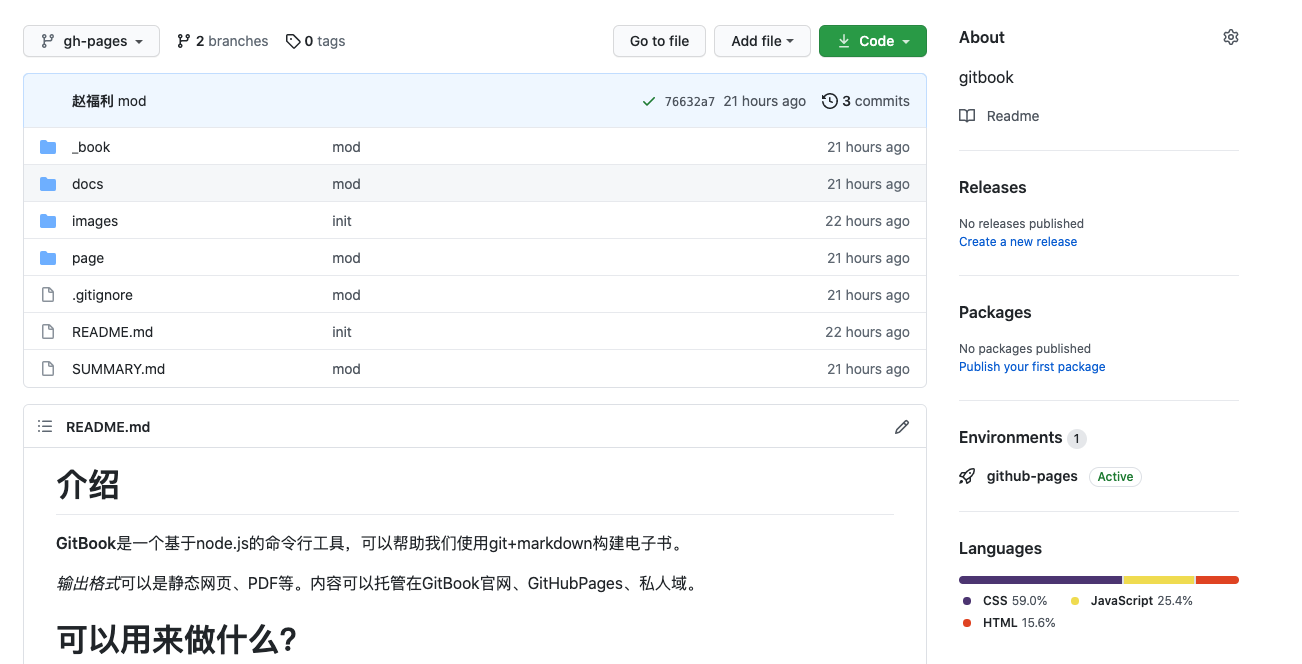 gh-pages 2 branches 0 tags Go to file Add file Code
赵福利 mod 76632a7 21 hours ago 3 commits
_book mod 21 hours ago
docs mod 21 hours ago
images init 22 hours ago
page mod 21 hours ago
.gitignore mod 21 hours ago
README.md init 22 hours ago
SUMMARY.md mod 21 hours ago
README.md
介绍
GitBook是一个基于node.js的命令行工具，可以帮助我们使用git+markdown构建电子书。
输出格式可以是静态网页、PDF等。内容可以托管在GitBook官网、GitHubPages、私人域。
可以用来做什么?
About
gitbook
Readme
Releases
No releases published
Create a new release
Packages
No packages published
Publish your first package
Environments 1
github-pages Active
Languages
CSS 59.0% JavaScript 25.4%
HTML 15.6%